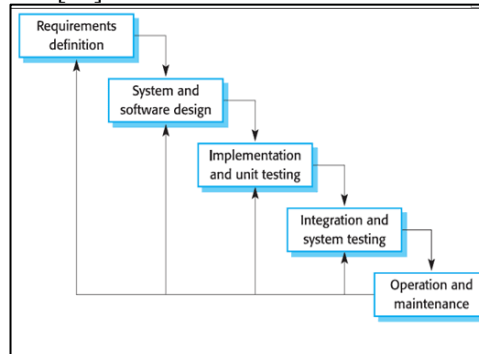 Requirements
definition
System and
software design
Implementation
and unit testing
Integration and
system testing
Operation and
maintenance